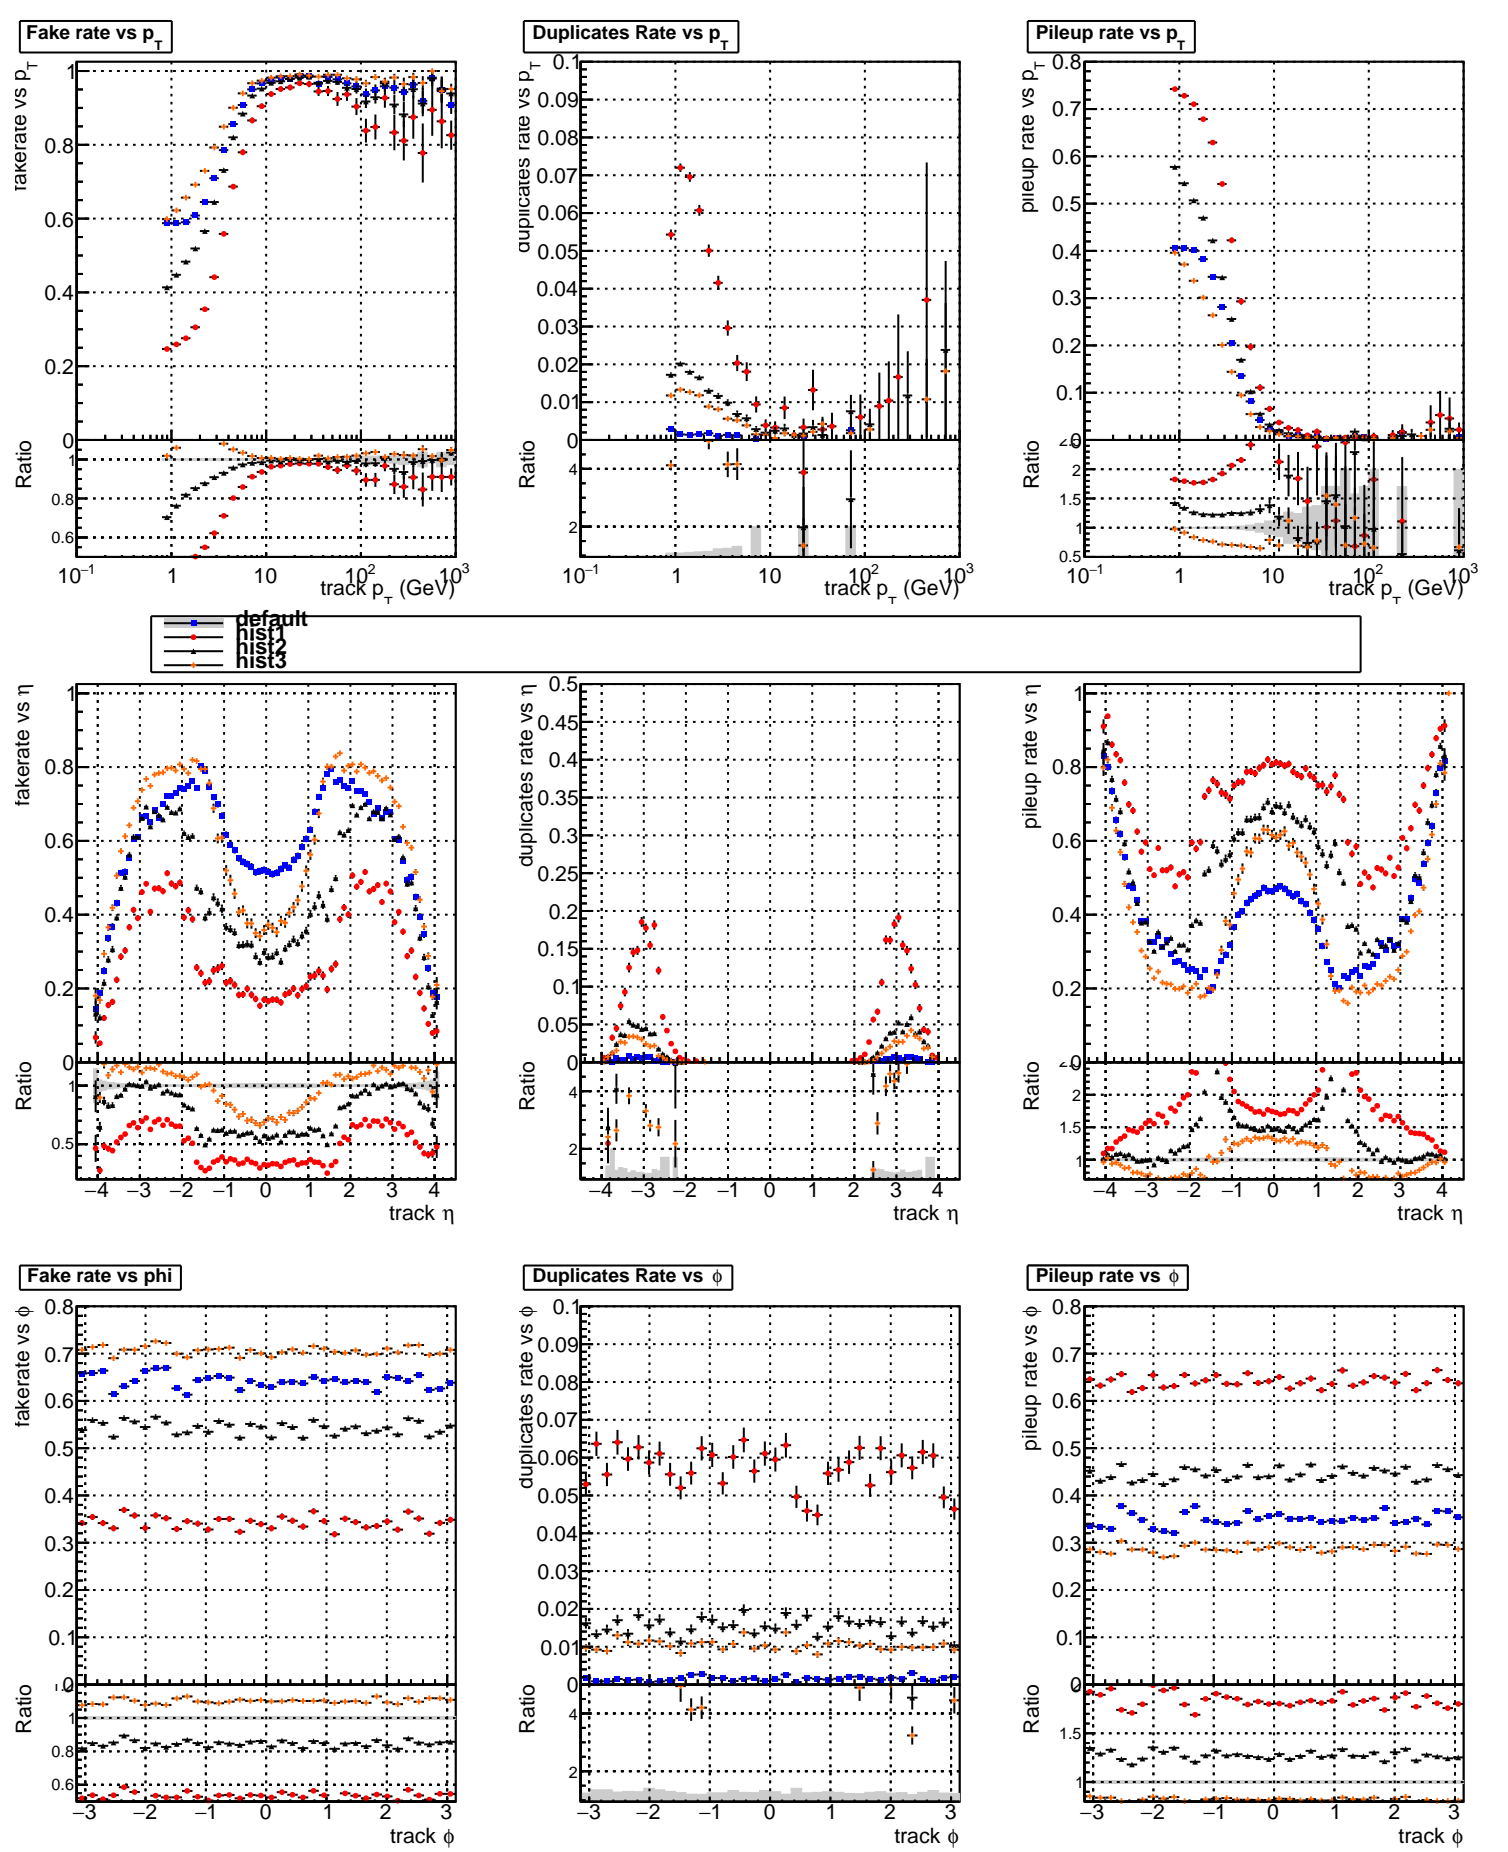 Fake rate vs pT
Duplicates Rate vs pT
Pileup rate vs pT
fakerate vs pT
1
0.8
0.6
0.4
0.2
0
Ratio
1
0.8
0.6
10−1
1
10
102
103
track pT (GeV)
duplicates rate vs pT
0.1
0.09
0.08
0.07
0.06
0.05
0.04
0.03
0.02
0.01
0
Ratio
4
2
10−1
1
10
102
103
track pT (GeV)
pileup rate vs pT
0.8
0.7
0.6
0.5
0.4
0.3
0.2
0.1
0
Ratio
2
1.5
1
0.5
10−1
1
10
102
103
track pT (GeV)
default
hist1
hist2
hist3
fakerate vs η
1
0.8
0.6
0.4
0.2
0
Ratio
1
0.5
−4 −3 −2 −1 0 1 2 3 4
track η
duplicates rate vs η
0.5
0.45
0.4
0.35
0.3
0.25
0.2
0.15
0.1
0.05
0
Ratio
4
2
−4 −3 −2 −1 0 1 2 3 4
track η
pileup rate vs η
1
0.8
0.6
0.4
0.2
0
Ratio
2
1.5
1
−4 −3 −2 −1 0 1 2 3 4
track η
Fake rate vs phi
Duplicates Rate vs ϕ
Pileup rate vs ϕ
fakerate vs ϕ
0.8
0.7
0.6
0.5
0.4
0.3
0.2
0.1
0
Ratio
1
0.8
0.6
−3 −2 −1 0 1 2 3
track ϕ
duplicates rate vs ϕ
0.1
0.09
0.08
0.07
0.06
0.05
0.04
0.03
0.02
0.01
0
Ratio
4
2
−3 −2 −1 0 1 2 3
track ϕ
pileup rate vs ϕ
0.8
0.7
0.6
0.5
0.4
0.3
0.2
0.1
0
Ratio
1.5
1
−3 −2 −1 0 1 2 3
track ϕ